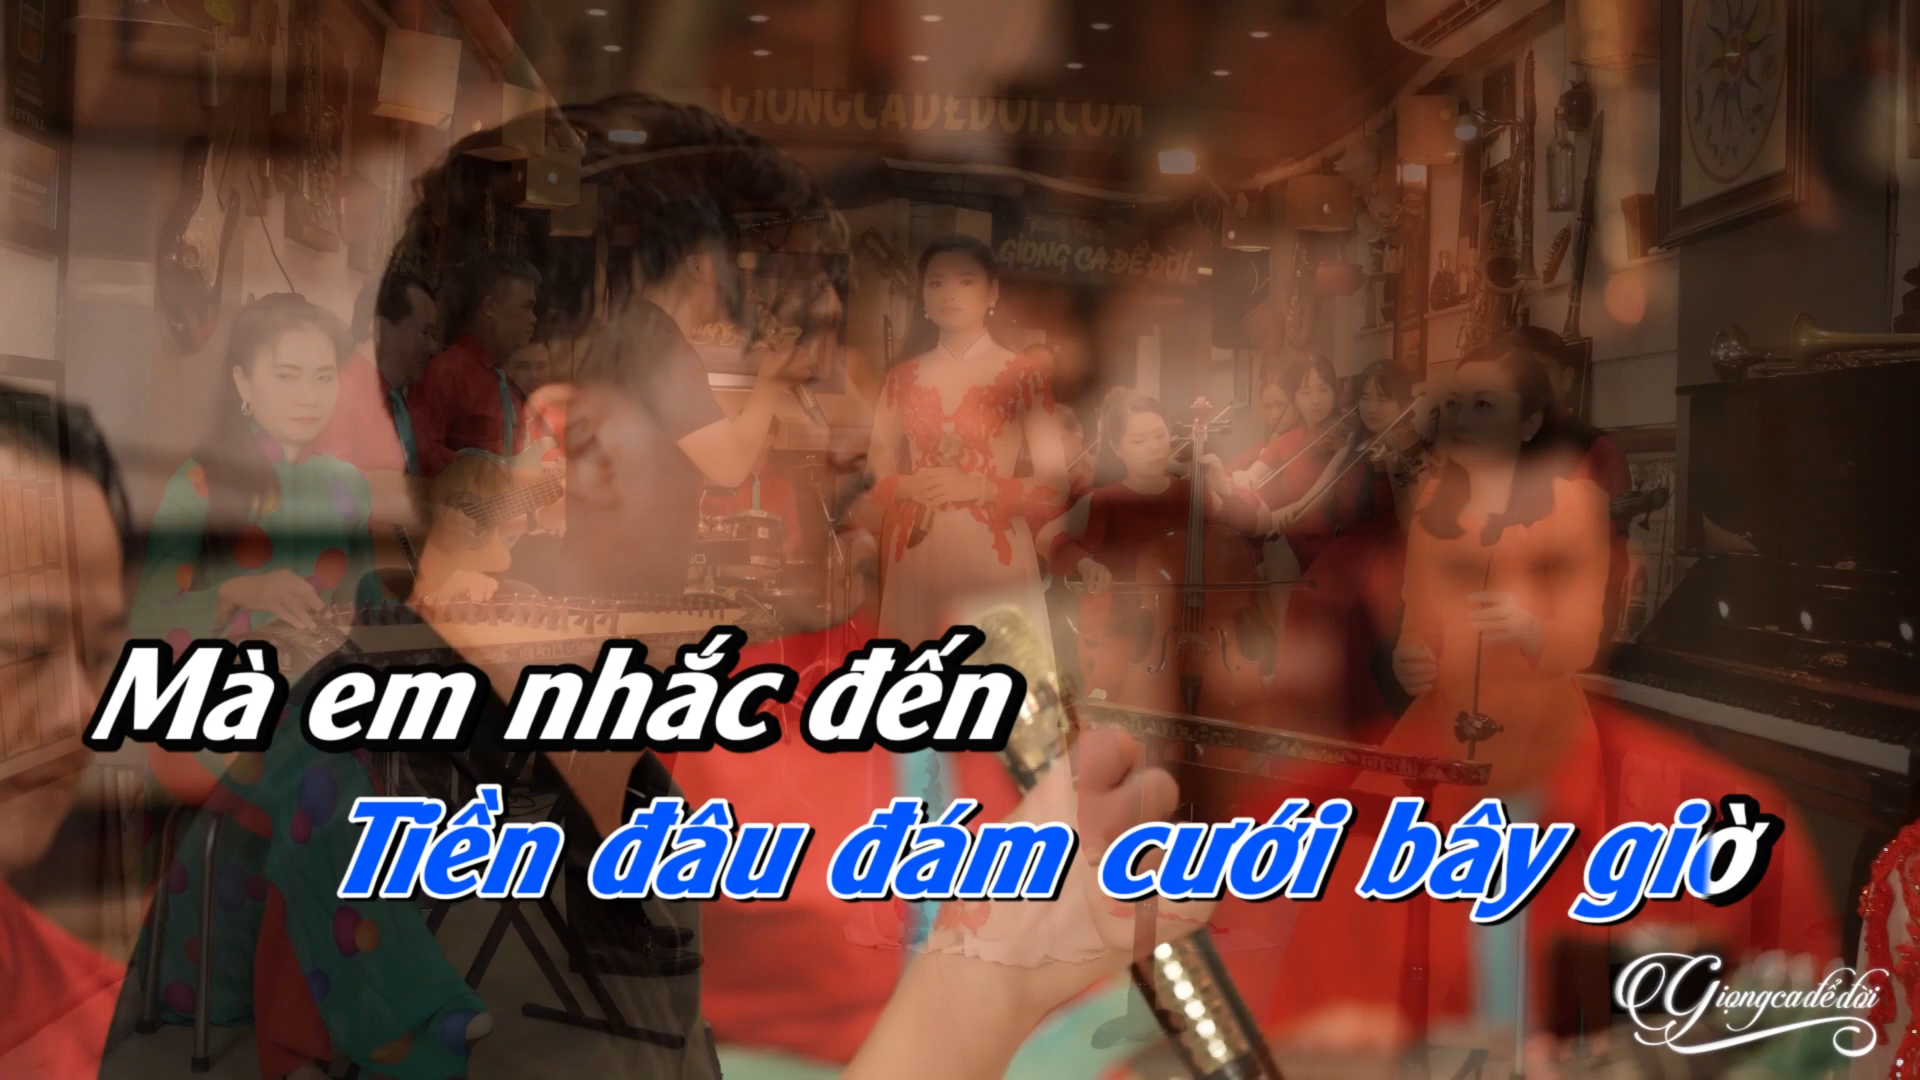 GIONGCADEDOI.COM
GIỌNG CA ĐỂ ĐỜI
Mà em nhắc đến
Tiền đâu đám cưới bây giờ
Giọngcađểđời